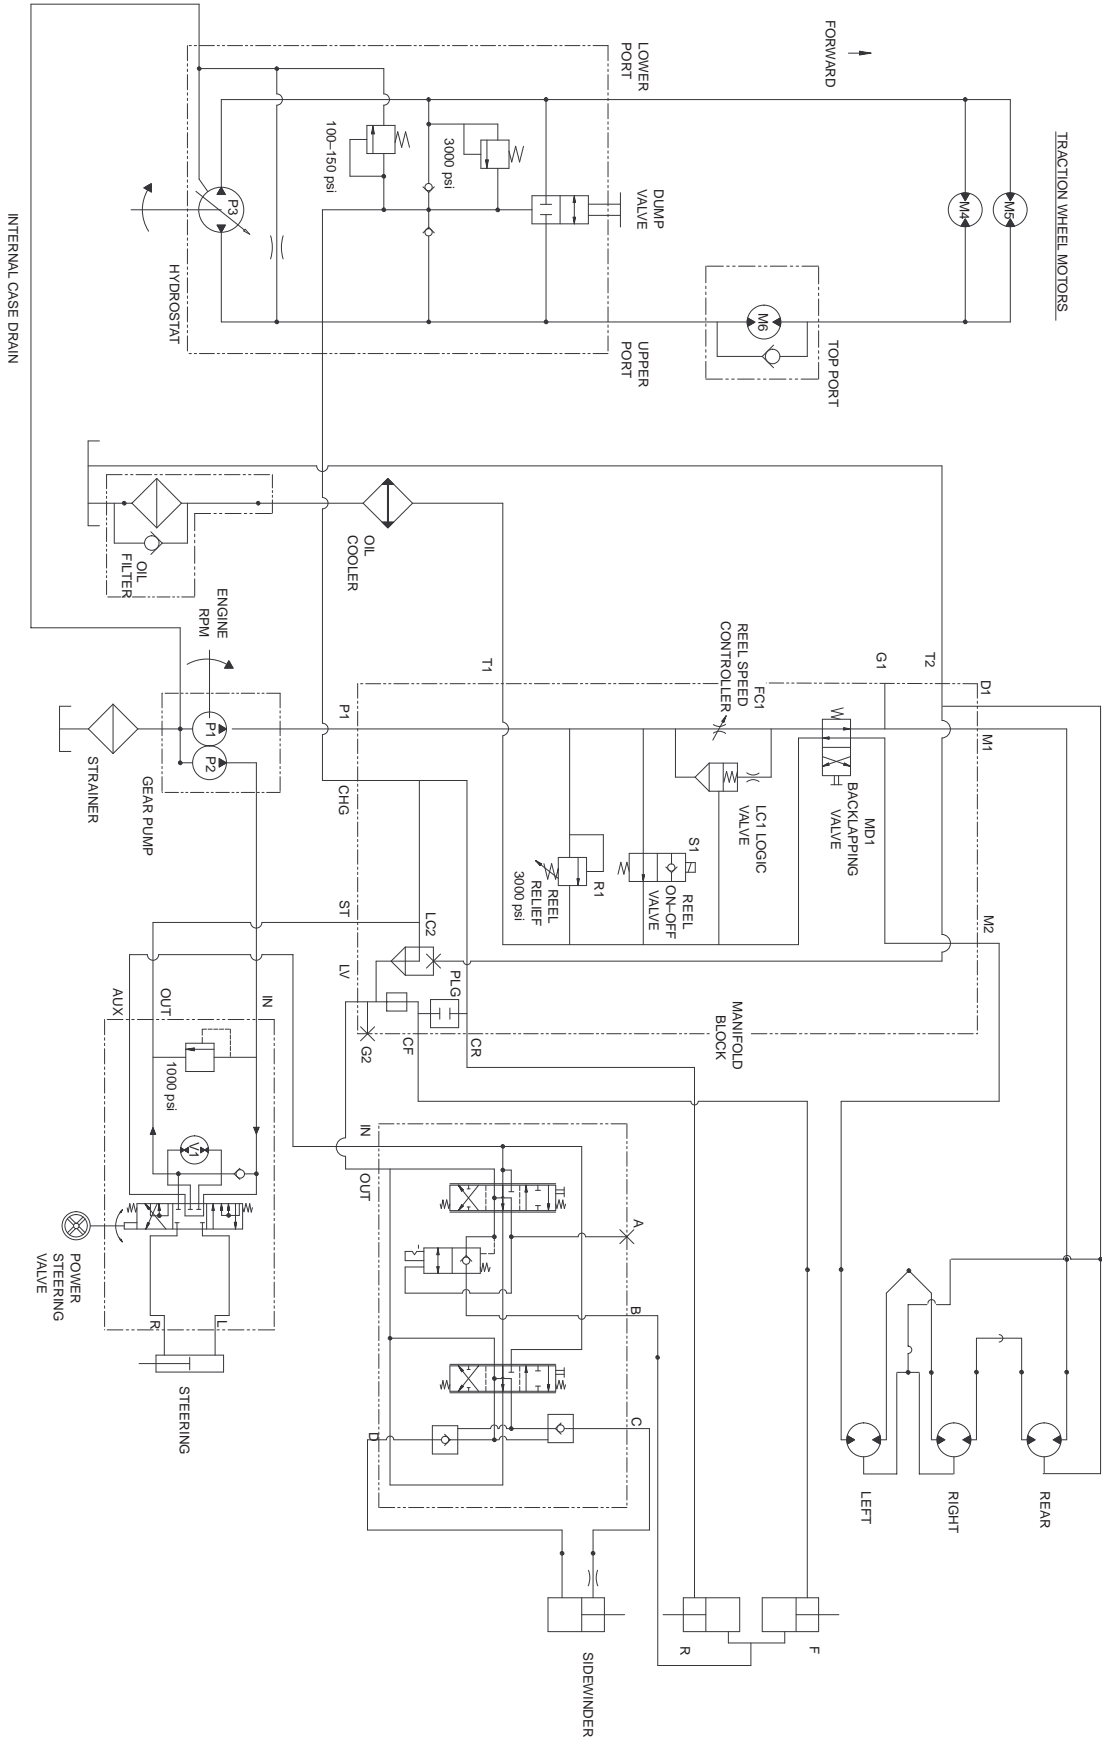 TRACTION WHEEL MOTORS
FORWARD
M5
M4
M6
TOP PORT
LOWER
PORT
UPPER
PORT
DUMP
VALVE
3000 psi
100–150 psi
P3
HYDROSTAT
INTERNAL CASE DRAIN
OIL
COOLER
OIL
FILTER
ENGINE
RPM
P1
P2
GEAR PUMP
STRAINER
D1
T2
G1
M1
M2
REEL SPEED
CONTROLLER
FC1
T1
P1
CHG
ST
LV
LC1 LOGIC
VALVE
MD1
BACKLAPPING
VALVE
S1
REEL
ON–OFF
VALVE
R1
REEL
RELIEF
3000 psi
LC2
PLG
MANIFOLD
BLOCK
CR
CF
G2
IN
OUT
AUX
1000 psi
V1
POWER
STEERING
VALVE
L
R
STEERING
IN
OUT
A
B
C
D
REAR
RIGHT
LEFT
F
R
SIDEWINDER